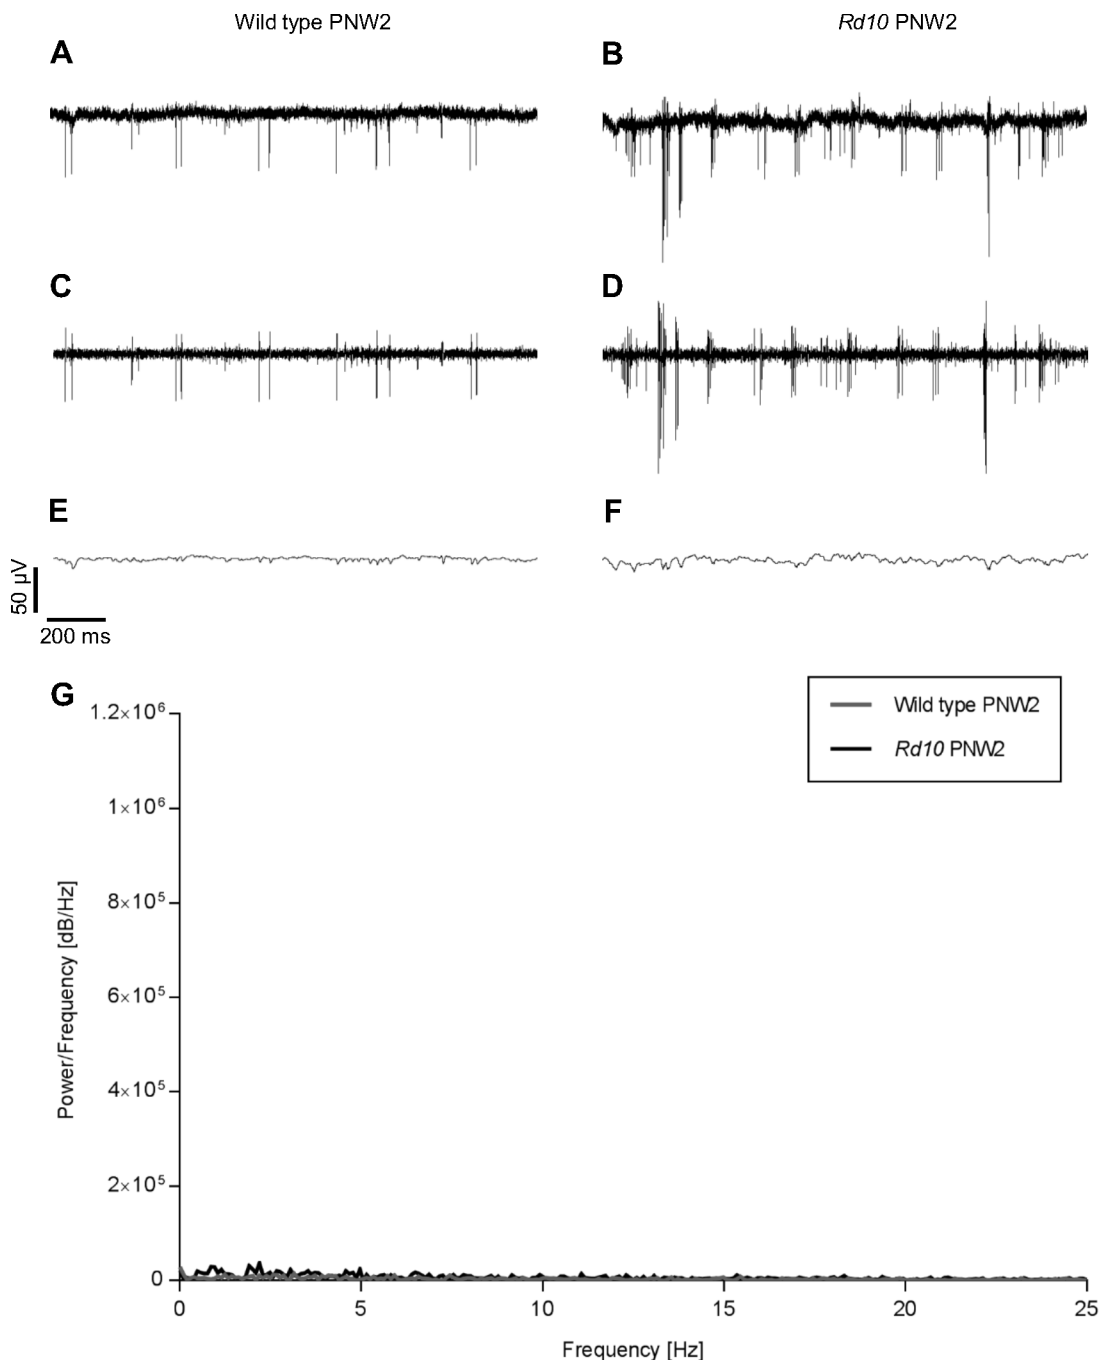 Wild type PNW2
Rd10 PNW2
A
B
C
D
E
F
50 µV
200 ms
G
Wild type PNW2
Rd10 PNW2
1.2×10⁶
1×10⁶
8×10⁵
6×10⁵
4×10⁵
2×10⁵
0
Power/Frequency [dB/Hz]
0 5 10 15 20 25
Frequency [Hz]